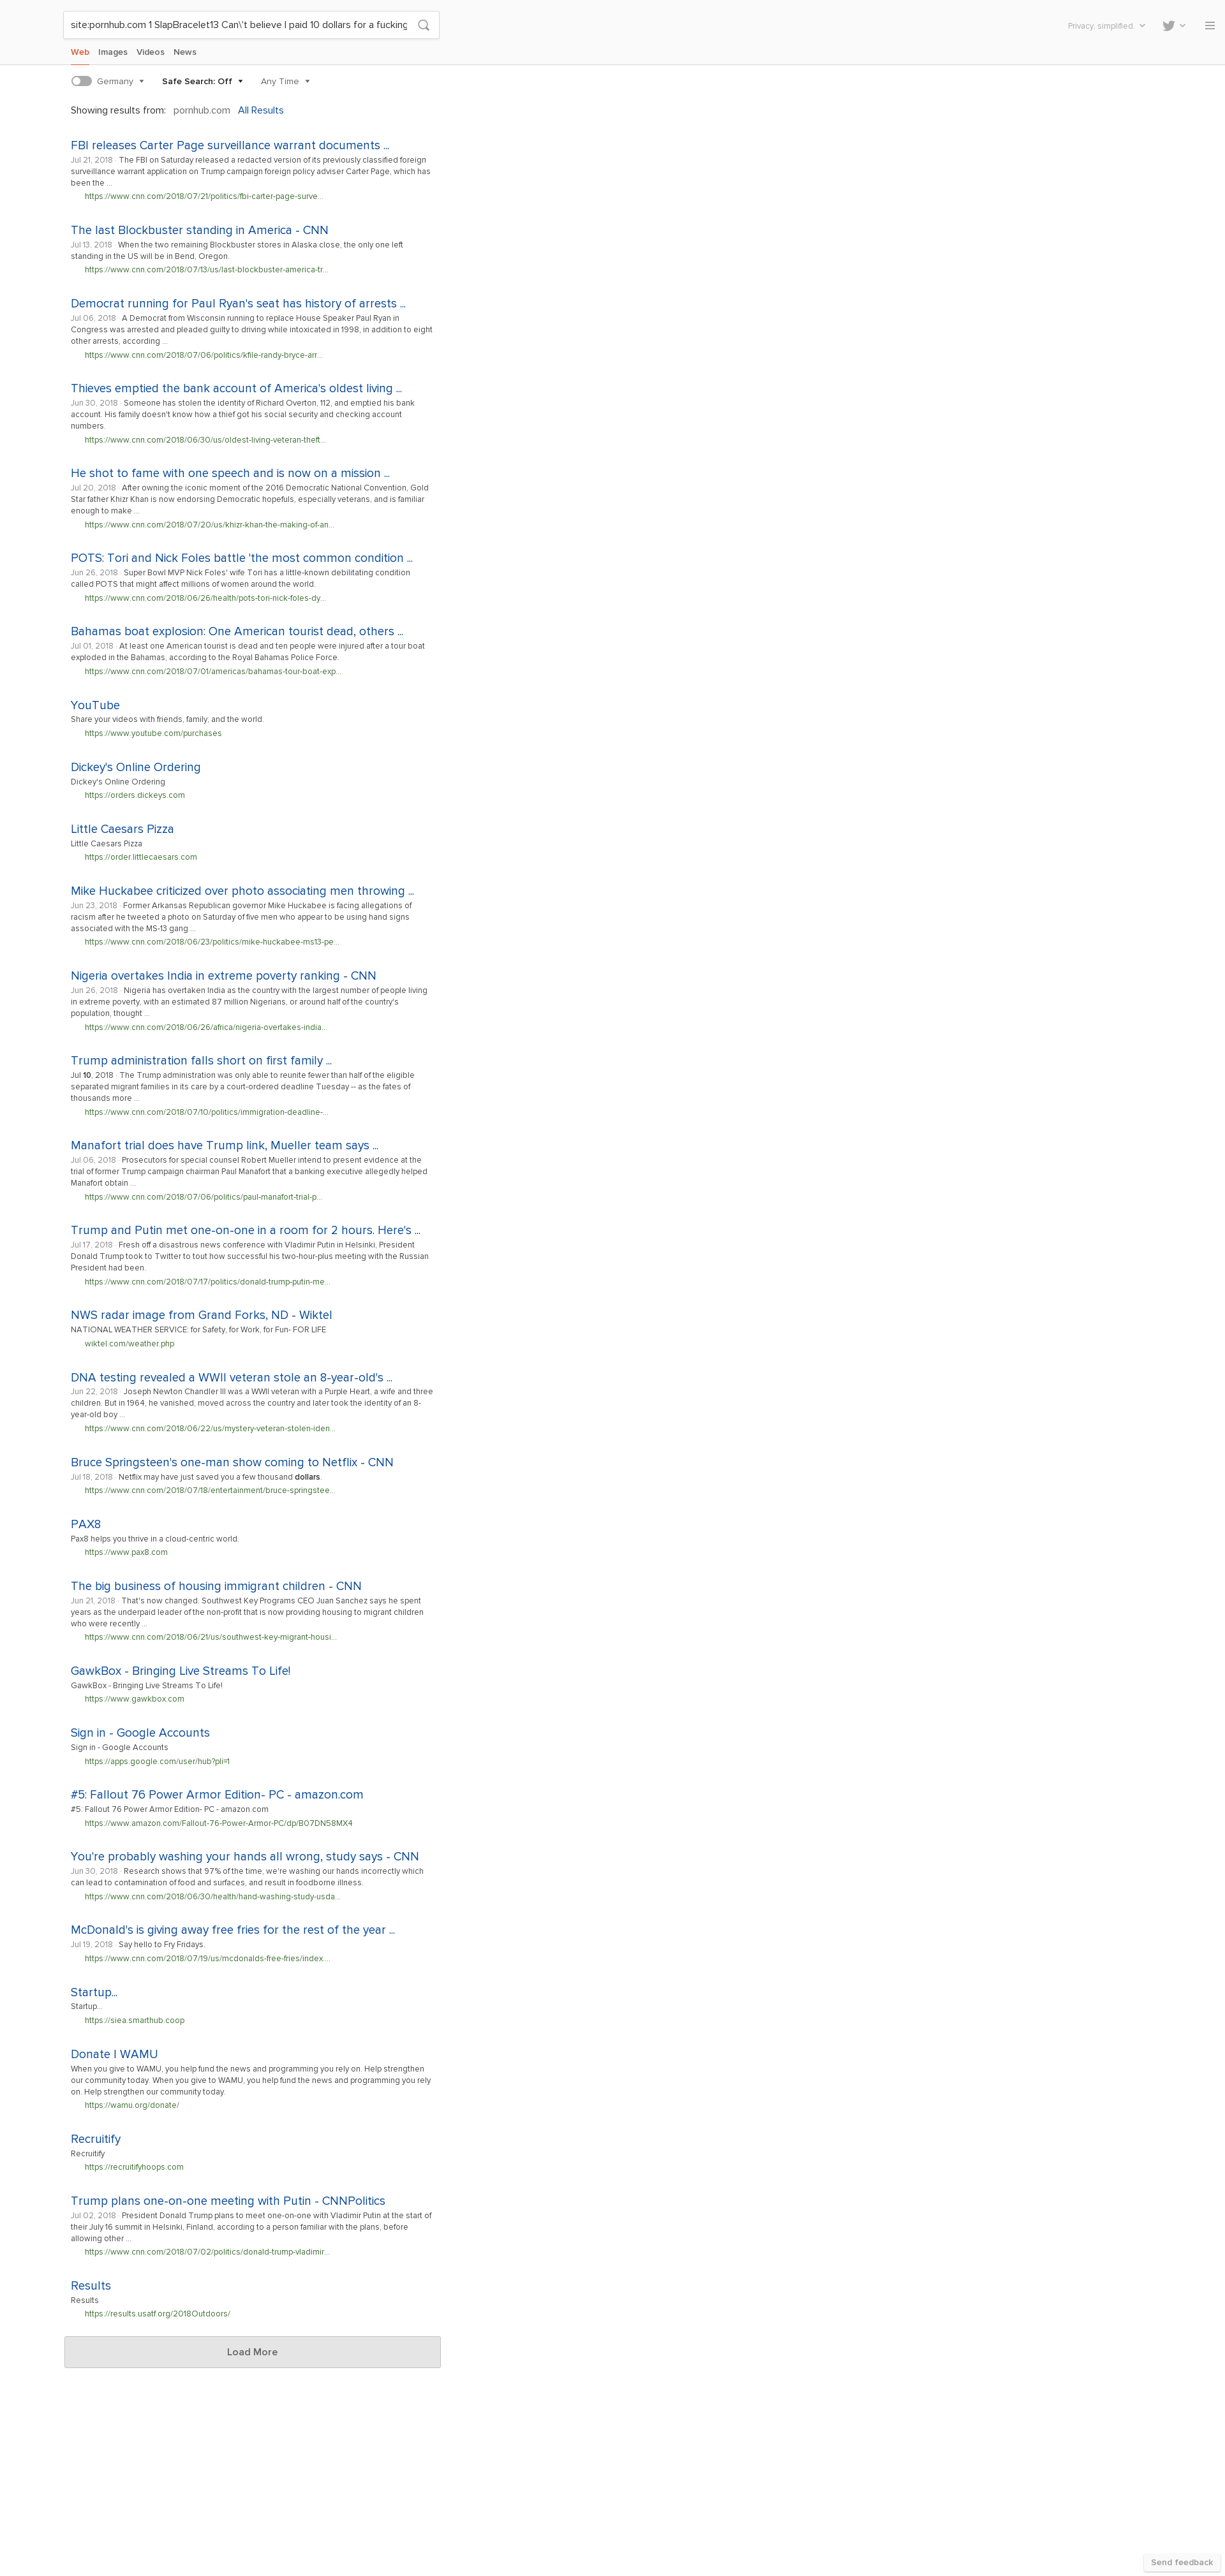 site:pornhub.com 1 SlapBracelet13 Can\'t believe I paid 10 dollars for a fucking
Privacy, simplified.
Web Images Videos News
Germany Safe Search: Off Any Time
Showing results from: pornhub.com All Results
FBI releases Carter Page surveillance warrant documents ...
Jul 21, 2018 · The FBI on Saturday released a redacted version of its previously classified foreign
surveillance warrant application on Trump campaign foreign policy adviser Carter Page, which has
been the ...
https://www.cnn.com/2018/07/21/politics/fbi-carter-page-surve...
The last Blockbuster standing in America - CNN
Jul 13, 2018 · When the two remaining Blockbuster stores in Alaska close, the only one left
standing in the US will be in Bend, Oregon.
https://www.cnn.com/2018/07/13/us/last-blockbuster-america-tr...
Democrat running for Paul Ryan's seat has history of arrests ...
Jul 06, 2018 · A Democrat from Wisconsin running to replace House Speaker Paul Ryan in
Congress was arrested and pleaded guilty to driving while intoxicated in 1998, in addition to eight
other arrests, according ...
https://www.cnn.com/2018/07/06/politics/kfile-randy-bryce-arr...
Thieves emptied the bank account of America's oldest living ...
Jun 30, 2018 · Someone has stolen the identity of Richard Overton, 112, and emptied his bank
account. His family doesn't know how a thief got his social security and checking account
numbers.
https://www.cnn.com/2018/06/30/us/oldest-living-veteran-theft...
He shot to fame with one speech and is now on a mission ...
Jul 20, 2018 · After owning the iconic moment of the 2016 Democratic National Convention, Gold
Star father Khizr Khan is now endorsing Democratic hopefuls, especially veterans, and is familiar
enough to make ...
https://www.cnn.com/2018/07/20/us/khizr-khan-the-making-of-an...
POTS: Tori and Nick Foles battle 'the most common condition ...
Jun 26, 2018 · Super Bowl MVP Nick Foles' wife Tori has a little-known debilitating condition
called POTS that might affect millions of women around the world.
https://www.cnn.com/2018/06/26/health/pots-tori-nick-foles-dy...
Bahamas boat explosion: One American tourist dead, others ...
Jul 01, 2018 · At least one American tourist is dead and ten people were injured after a tour boat
exploded in the Bahamas, according to the Royal Bahamas Police Force.
https://www.cnn.com/2018/07/01/americas/bahamas-tour-boat-exp...
YouTube
Share your videos with friends, family, and the world.
https://www.youtube.com/purchases
Dickey's Online Ordering
Dickey's Online Ordering
https://orders.dickeys.com
Little Caesars Pizza
Little Caesars Pizza
https://order.littlecaesars.com
Mike Huckabee criticized over photo associating men throwing ...
Jun 23, 2018 · Former Arkansas Republican governor Mike Huckabee is facing allegations of
racism after he tweeted a photo on Saturday of five men who appear to be using hand signs
associated with the MS-13 gang ...
https://www.cnn.com/2018/06/23/politics/mike-huckabee-ms13-pe...
Nigeria overtakes India in extreme poverty ranking - CNN
Jun 26, 2018 · Nigeria has overtaken India as the country with the largest number of people living
in extreme poverty, with an estimated 87 million Nigerians, or around half of the country's
population, thought ...
https://www.cnn.com/2018/06/26/africa/nigeria-overtakes-india...
Trump administration falls short on first family ...
Jul 10, 2018 · The Trump administration was only able to reunite fewer than half of the eligible
separated migrant families in its care by a court-ordered deadline Tuesday -- as the fates of
thousands more ...
https://www.cnn.com/2018/07/10/politics/immigration-deadline-...
Manafort trial does have Trump link, Mueller team says ...
Jul 06, 2018 · Prosecutors for special counsel Robert Mueller intend to present evidence at the
trial of former Trump campaign chairman Paul Manafort that a banking executive allegedly helped
Manafort obtain ...
https://www.cnn.com/2018/07/06/politics/paul-manafort-trial-p...
Trump and Putin met one-on-one in a room for 2 hours. Here's ...
Jul 17, 2018 · Fresh off a disastrous news conference with Vladimir Putin in Helsinki, President
Donald Trump took to Twitter to tout how successful his two-hour-plus meeting with the Russian
President had been.
https://www.cnn.com/2018/07/17/politics/donald-trump-putin-me...
NWS radar image from Grand Forks, ND - Wiktel
NATIONAL WEATHER SERVICE: for Safety, for Work, for Fun- FOR LIFE
wiktel.com/weather.php
DNA testing revealed a WWII veteran stole an 8-year-old's ...
Jun 22, 2018 · Joseph Newton Chandler III was a WWII veteran with a Purple Heart, a wife and three
children. But in 1964, he vanished, moved across the country and later took the identity of an 8-
year-old boy ...
https://www.cnn.com/2018/06/22/us/mystery-veteran-stolen-iden...
Bruce Springsteen's one-man show coming to Netflix - CNN
Jul 18, 2018 · Netflix may have just saved you a few thousand dollars.
https://www.cnn.com/2018/07/18/entertainment/bruce-springstee...
PAX8
Pax8 helps you thrive in a cloud-centric world.
https://www.pax8.com
The big business of housing immigrant children - CNN
Jun 21, 2018 · That's now changed. Southwest Key Programs CEO Juan Sanchez says he spent
years as the underpaid leader of the non-profit that is now providing housing to migrant children
who were recently ...
https://www.cnn.com/2018/06/21/us/southwest-key-migrant-housi...
GawkBox - Bringing Live Streams To Life!
GawkBox - Bringing Live Streams To Life!
https://www.gawkbox.com
Sign in - Google Accounts
Sign in - Google Accounts
https://apps.google.com/user/hub?pli=1
#5: Fallout 76 Power Armor Edition- PC - amazon.com
#5: Fallout 76 Power Armor Edition- PC - amazon.com
https://www.amazon.com/Fallout-76-Power-Armor-PC/dp/B07DN58MX4
You're probably washing your hands all wrong, study says - CNN
Jun 30, 2018 · Research shows that 97% of the time, we're washing our hands incorrectly which
can lead to contamination of food and surfaces, and result in foodborne illness.
https://www.cnn.com/2018/06/30/health/hand-washing-study-usda...
McDonald's is giving away free fries for the rest of the year ...
Jul 19, 2018 · Say hello to Fry Fridays.
https://www.cnn.com/2018/07/19/us/mcdonalds-free-fries/index....
Startup...
Startup...
https://siea.smarthub.coop
Donate | WAMU
When you give to WAMU, you help fund the news and programming you rely on. Help strengthen
our community today. When you give to WAMU, you help fund the news and programming you rely
on. Help strengthen our community today.
https://wamu.org/donate/
Recruitify
Recruitify
https://recruitifyhoops.com
Trump plans one-on-one meeting with Putin - CNNPolitics
Jul 02, 2018 · President Donald Trump plans to meet one-on-one with Vladimir Putin at the start of
their July 16 summit in Helsinki, Finland, according to a person familiar with the plans, before
allowing other ...
https://www.cnn.com/2018/07/02/politics/donald-trump-vladimir...
Results
Results
https://results.usatf.org/2018Outdoors/
Load More
Send feedback